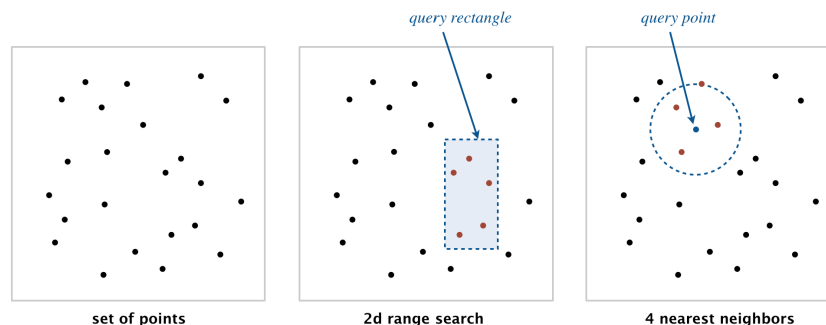 query rectangle
query point
set of points
2d range search
4 nearest neighbors